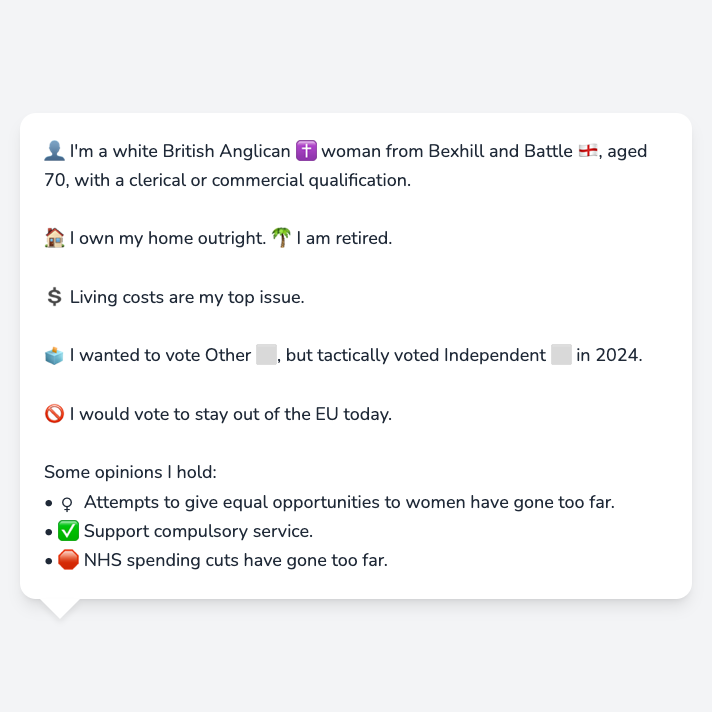 👤 I'm a white British Anglican ✝️ woman from Bexhill and Battle 🏴󠁧󠁢󠁥󠁮󠁧󠁿, aged
70, with a clerical or commercial qualification.
🏠 I own my home outright. 🌴 I am retired.
💲 Living costs are my top issue.
🗳️ I wanted to vote Other ⬜, but tactically voted Independent ⬜ in 2024.
🚫 I would vote to stay out of the EU today.
Some opinions I hold:
• ♀ Attempts to give equal opportunities to women have gone too far.
• ✅ Support compulsory service.
• 🛑 NHS spending cuts have gone too far.